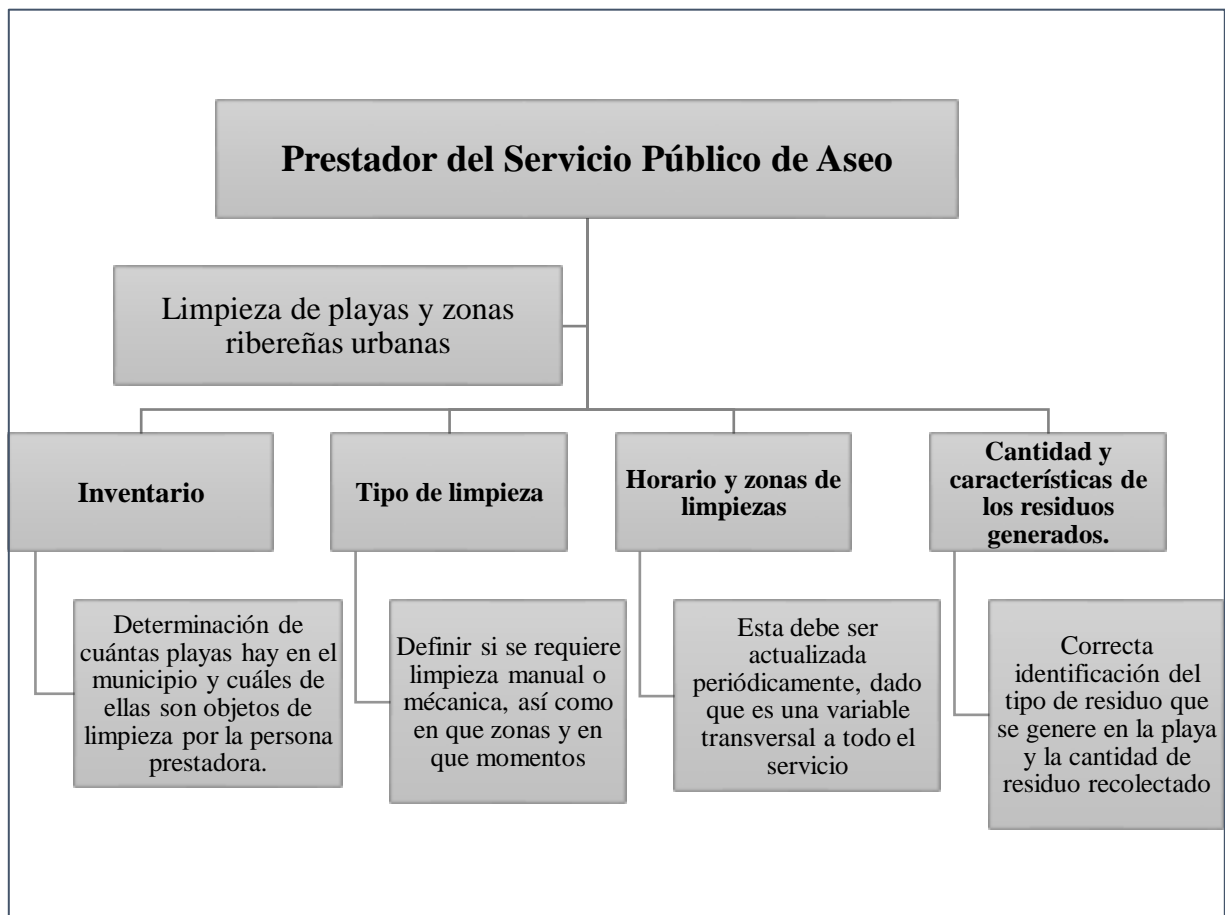 Prestador del Servicio Público de Aseo
Limpieza de playas y zonas
ribereñas urbanas
Inventario
Determinación de
cuántas playas hay en el
municipio y cuáles de
ellas son objetos de
limpieza por la persona
prestadora.
Tipo de limpieza
Definir si se requiere
limpieza manual o
mécanica, así como
en que zonas y en
que momentos
Horario y zonas de
limpiezas
Esta debe ser
actualizada
periódicamente, dado
que es una variable
transversal a todo el
servicio
Cantidad y
características de
los residuos
generados.
Correcta
identificación del
tipo de residuo que
se genere en la playa
y la cantidad de
residuo recolectado